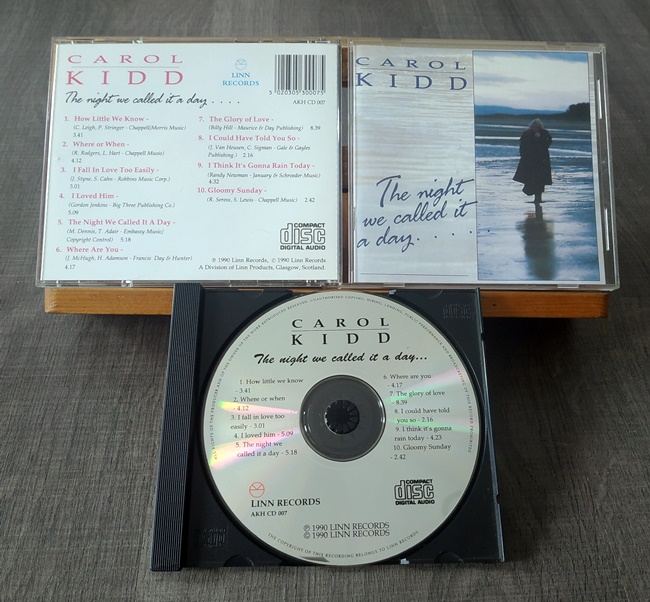 CAROL
KIDD
The night we called it a day . . . .
LINN
RECORDS
5 020305 300075
AKH CD 007
1. How Little We Know -
(C. Leigh, P. Stringer - Chappell(Morris Music)
3.41
2. Where or When -
(R. Rodgers, L. Hart - Chappell Music)
4.12
3. I Fall In Love Too Easily -
(J. Styne, S. Cahn - Robbins Music Corp.)
3.01
4. I Loved Him -
(Gordon Jenkins - Big Three Publishing Co.)
5.09
5. The Night We Called It A Day -
(M. Dennis, T. Adair - Embassy Music/
Copyright Control) 5.18
6. Where Are You -
(J. McHugh, H. Adamson - Francis Day & Hunter)
4.17
7. The Glory of Love -
(Billy Hill - Maurice & Day Publishing) 8.39
8. I Could Have Told You So -
(J. Van Heusen, C. Sigman - Gale & Gayles
Publishing) 2.16
9. I Think It's Gonna Rain Today -
(Randy Newman - January & Schroder Music)
4.32
10. Gloomy Sunday -
(R. Seress, S. Lewis - Chappell Music) 2.42
COMPACT
disc
DIGITAL AUDIO
℗ 1990 Linn Records, © 1990 Linn Records
A Division of Linn Products, Glasgow, Scotland.
CAROL
KIDD
The night
we called it
a day. . . . .
CAROL
KIDD
The night we called it a day...
1. How little we know
- 3.41
2. Where or when
- 4.12
3. I fall in love too
easily - 3.01
4. I loved him - 5.09
5. The night we
called it a day - 5.18
6. Where are you
- 4.17
7. The glory of love
- 8.39
8. I could have told
you so - 2.16
9. I think it's gonna
rain today - 4.23
10. Gloomy Sunday
- 2.42
LINN RECORDS
AKH CD 007
COMPACT
disc
DIGITAL AUDIO
℗ 1990 LINN RECORDS
© 1990 LINN RECORDS
THE COPYRIGHT OF THIS RECORDING BELONGS TO LINN RECORDS